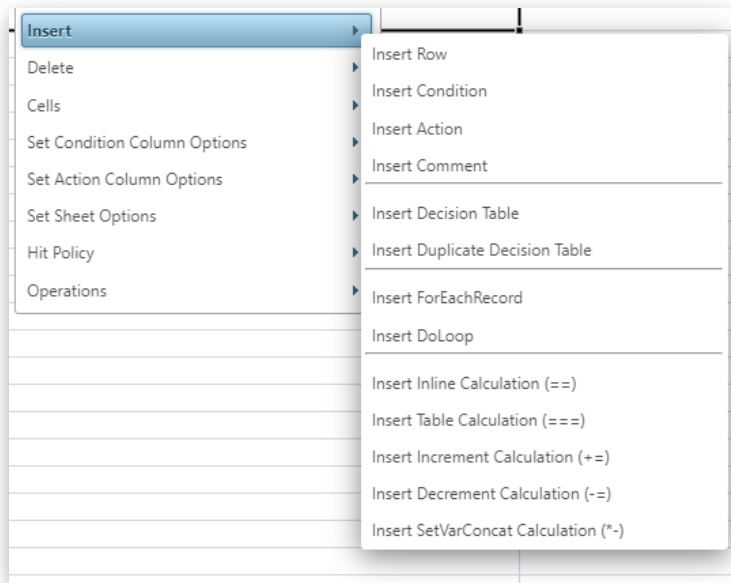 Insert
Delete
Cells
Set Condition Column Options
Set Action Column Options
Set Sheet Options
Hit Policy
Operations
Insert Row
Insert Condition
Insert Action
Insert Comment
Insert Decision Table
Insert Duplicate Decision Table
Insert ForEachRecord
Insert DoLoop
Insert Inline Calculation (==)
Insert Table Calculation (===)
Insert Increment Calculation (+=)
Insert Decrement Calculation (-=)
Insert SetVarConcat Calculation (*-)